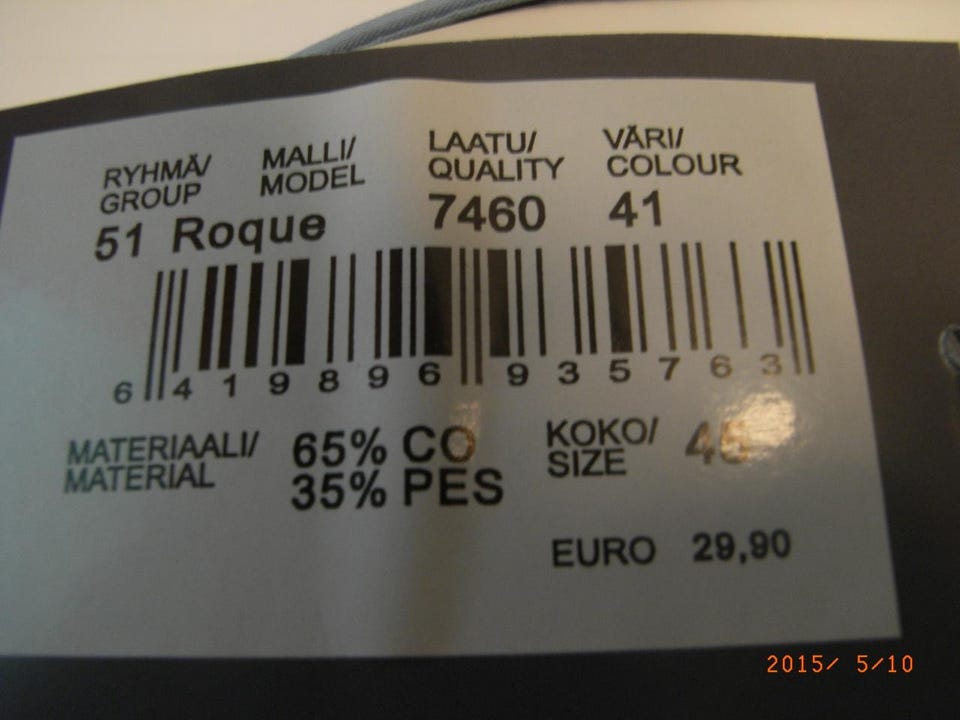 RYHMÄ/ MALLI/ LAATU/ VÄRI/
GROUP MODEL QUALITY COLOUR
51 Roque 7460 41
6 419896 935763
MATERIAALI/ 65% CO KOKO/
MATERIAL 35% PES SIZE
EURO 29,90
2015/ 5/10